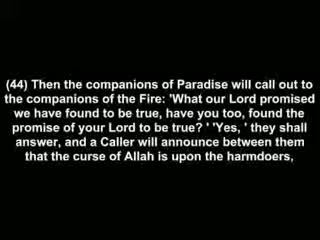 (44) Then the companions of Paradise will call out to
the companions of the Fire: 'What our Lord promised
we have found to be true, have you too, found the
promise of your Lord to be true? ' 'Yes, ' they shall
answer, and a Caller will announce between them
that the curse of Allah is upon the harmdoers,